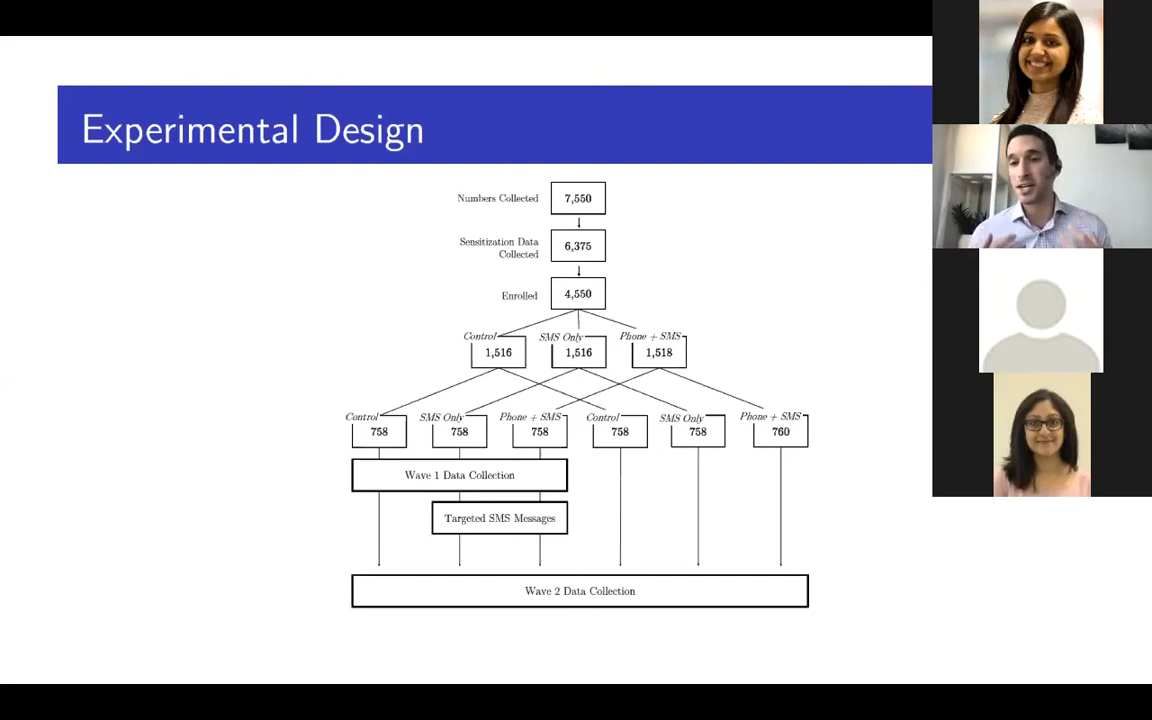 Experimental Design
Numbers Collected
7,550
Sensitization Data
Collected
6,375
Enrolled
4,550
Control
SMS Only
Phone + SMS
1,516
1,516
1,518
Control
SMS Only
Phone + SMS
Control
SMS Only
Phone + SMS
758
758
758
758
758
760
Wave 1 Data Collection
Targeted SMS Messages
Wave 2 Data Collection